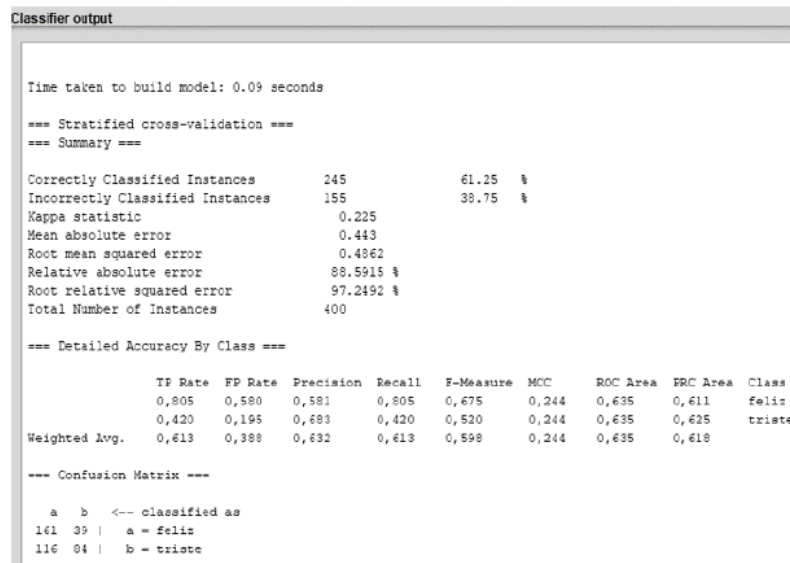 Classifier output
Time taken to build model: 0.09 seconds
=== Stratified cross-validation ===
=== Summary ===
Correctly Classified Instances 245 61.25 %
Incorrectly Classified Instances 155 38.75 %
Kappa statistic 0.225
Mean absolute error 0.443
Root mean squared error 0.4862
Relative absolute error 88.5915 %
Root relative squared error 97.2492 %
Total Number of Instances 400
=== Detailed Accuracy By Class ===
TP Rate FP Rate Precision Recall F-Measure MCC ROC Area PRC Area Class
0,805 0,580 0,581 0,805 0,675 0,244 0,635 0,611 feliz
0,420 0,195 0,683 0,420 0,520 0,244 0,635 0,625 triste
Weighted Avg. 0,613 0,388 0,632 0,613 0,598 0,244 0,635 0,618
=== Confusion Matrix ===
a b <-- classified as
161 39 | a = feliz
116 84 | b = triste